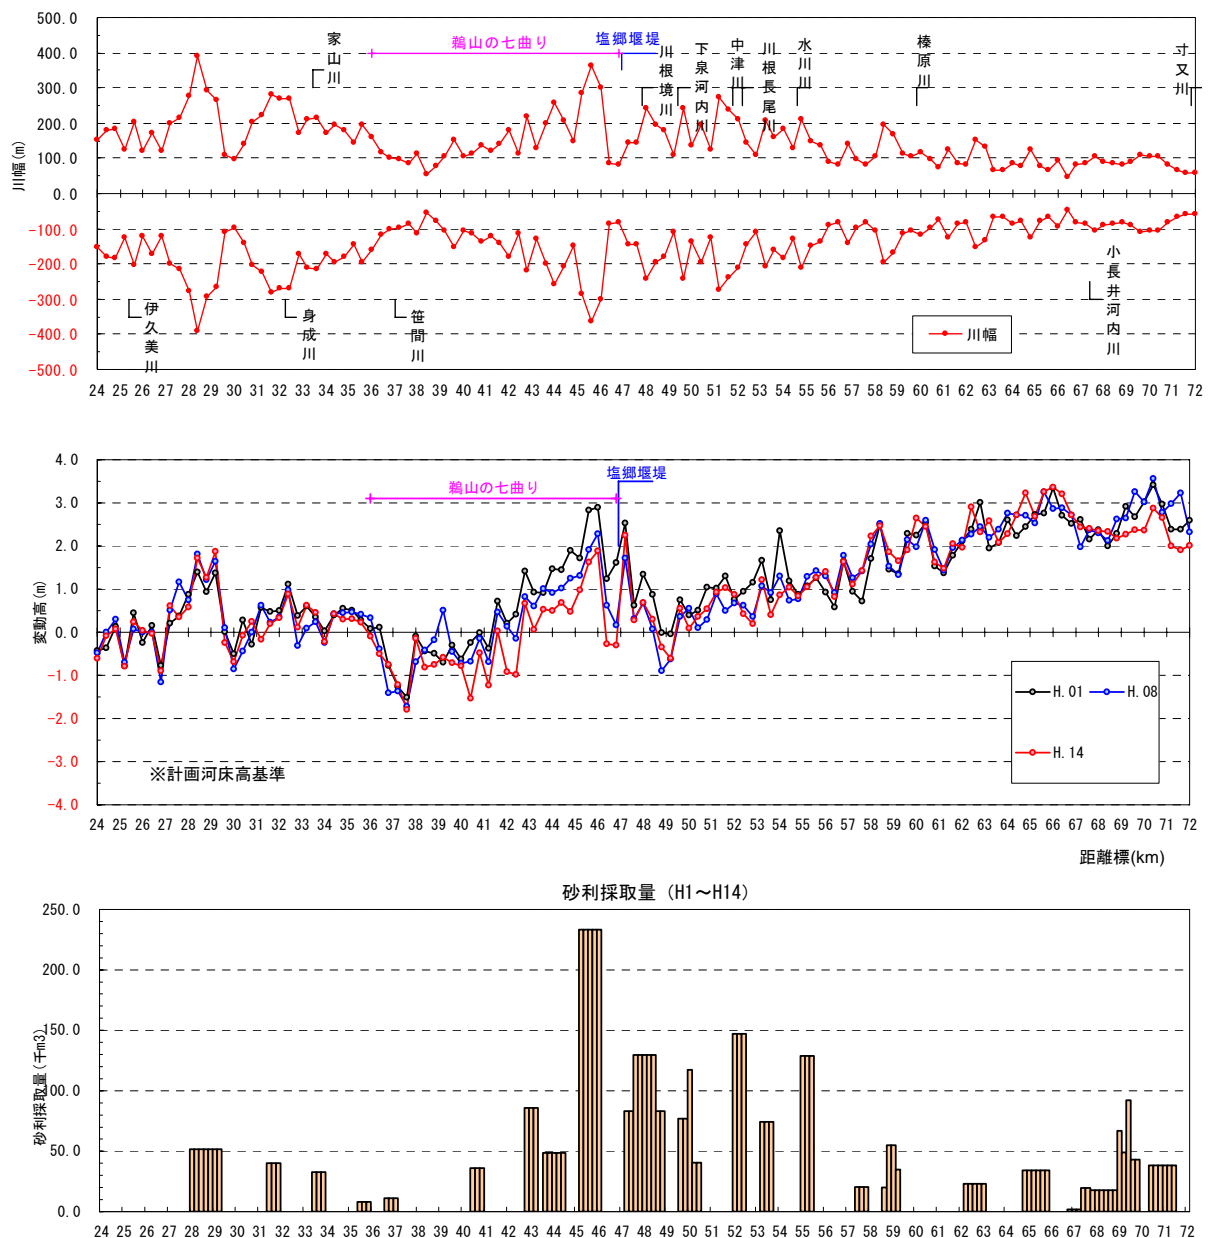 500.0
400.0
300.0
200.0
100.0
0.0
-100.0
-200.0
-300.0
-400.0
-500.0
川幅(m)
家山川
鵜山の七曲り
塩郷堰堤
川根境川
下泉河内川
中津川
川根長尾川
水川川
榛原川
寸又川
伊久美川
身成川
笹間川
小長井河内川
川幅
24 25 26 27 28 29 30 31 32 33 34 35 36 37 38 39 40 41 42 43 44 45 46 47 48 49 50 51 52 53 54 55 56 57 58 59 60 61 62 63 64 65 66 67 68 69 70 71 72
4.0
3.0
2.0
1.0
0.0
-1.0
-2.0
-3.0
-4.0
変動高(m)
鵜山の七曲り
塩郷堰堤
H.01 H.08
H.14
※計画河床高基準
24 25 26 27 28 29 30 31 32 33 34 35 36 37 38 39 40 41 42 43 44 45 46 47 48 49 50 51 52 53 54 55 56 57 58 59 60 61 62 63 64 65 66 67 68 69 70 71 72
距離標(km)
砂利採取量 (H1～H14)
250.0
200.0
150.0
100.0
50.0
0.0
砂利採取量(千m3)
24 25 26 27 28 29 30 31 32 33 34 35 36 37 38 39 40 41 42 43 44 45 46 47 48 49 50 51 52 53 54 55 56 57 58 59 60 61 62 63 64 65 66 67 68 69 70 71 72